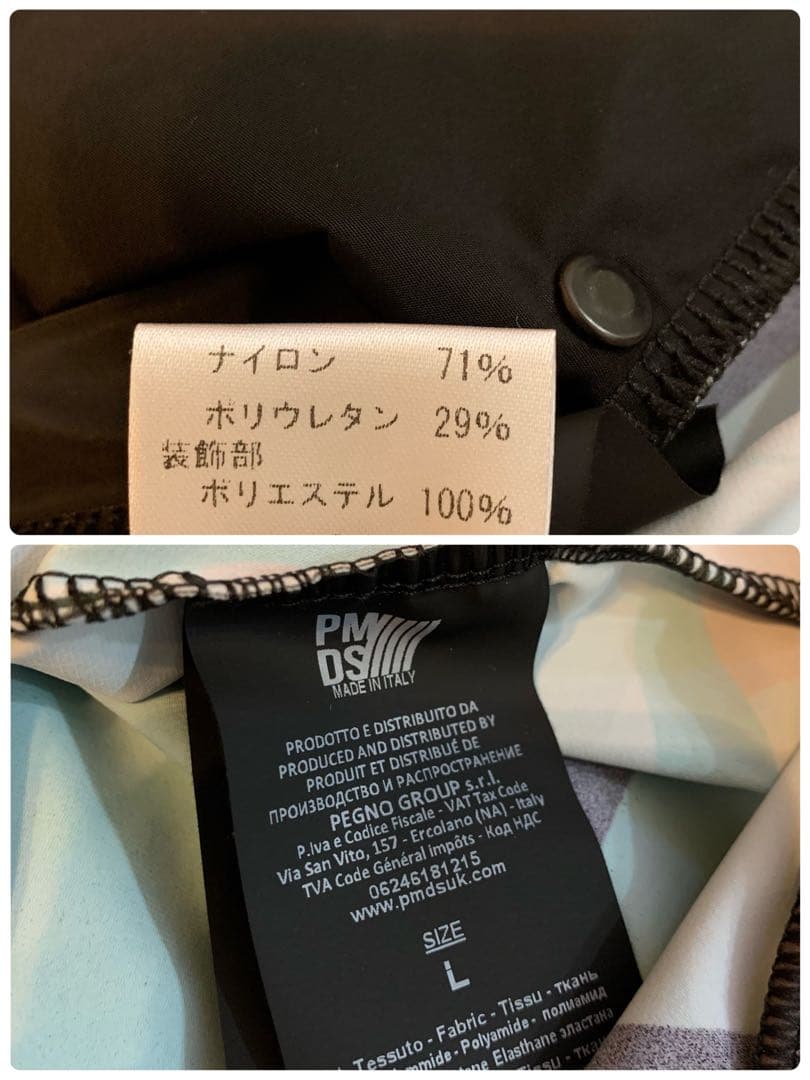 ナイロン 71%
ポリウレタン 29%
装飾部
ポリエステル 100%
PM
DS
MADE IN ITALY
PRODOTTO E DISTRIBUITO DA
PRODUCED AND DISTRIBUTED BY
PRODUIT ET DISTRIBUÉ DE
ПРОИЗВОДСТВО И РАСПРОСТРАНЕНИЕ
PEGNO GROUP s.r.l.
P.Iva e Codice Fiscale - VAT Tax Code
Via San Vito, 157 - Ercolano (NA) - Italy
TVA Code Général impôts - Код НДС
06246181215
www.pmdsuk.com
SIZE
L
Tessuto - Fabric - Tissu - ткань
-Polyamide- полиамид
Elasthane эластана